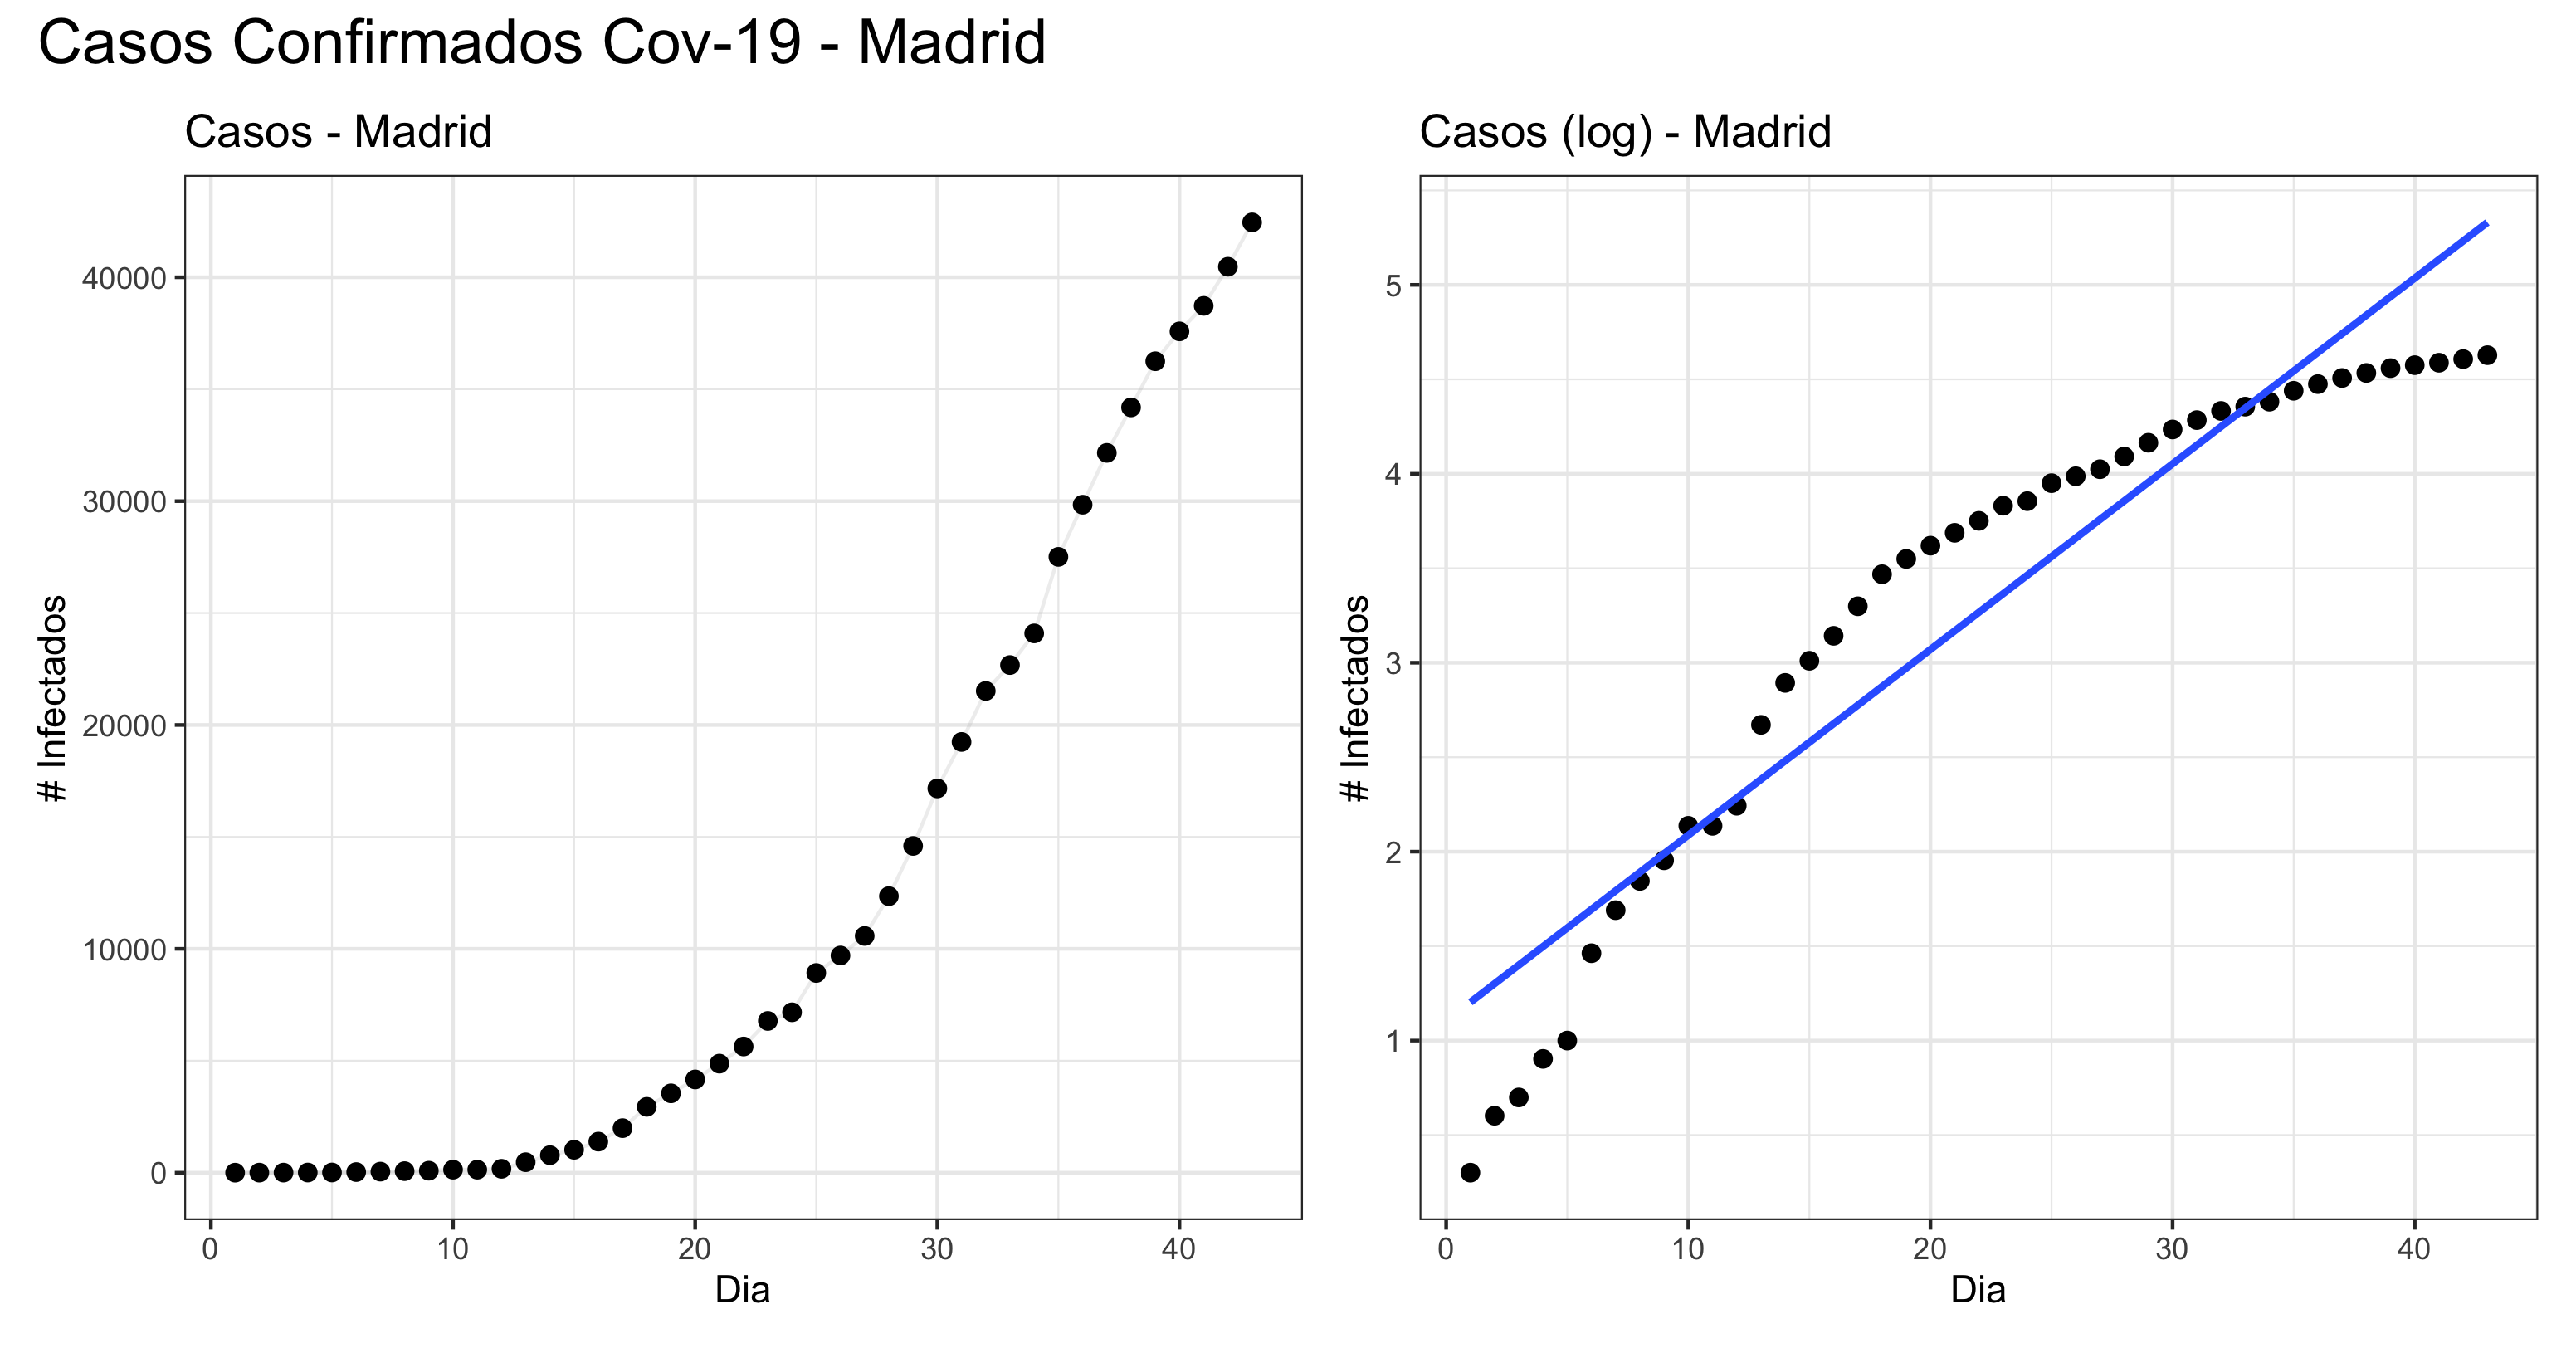 Casos Confirmados Cov-19 - Madrid
Casos - Madrid
# Infectados
40000
30000
20000
10000
0
0 10 20 30 40
Dia
Casos (log) - Madrid
# Infectados
5
4
3
2
1
0 10 20 30 40
Dia